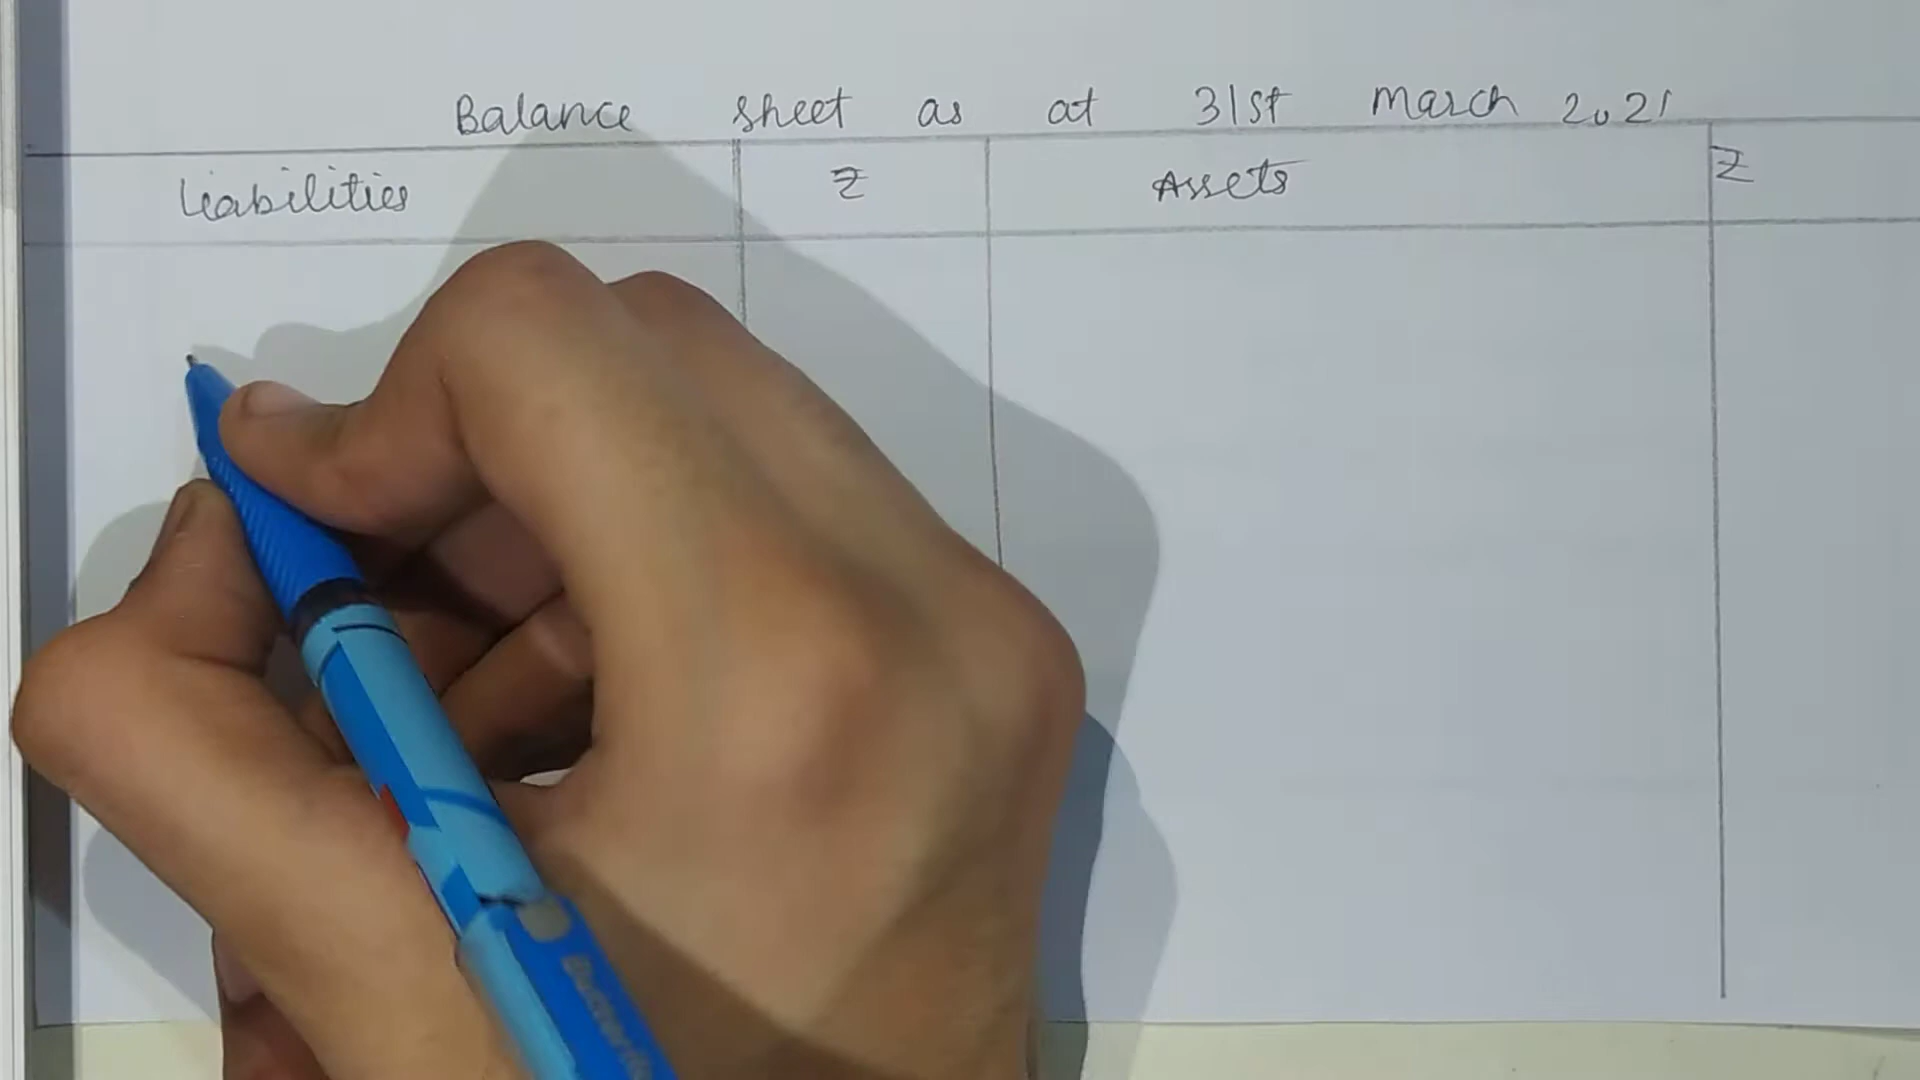 Balance sheet as at 31st March 2021
Liabilities ₹ Assets ₹